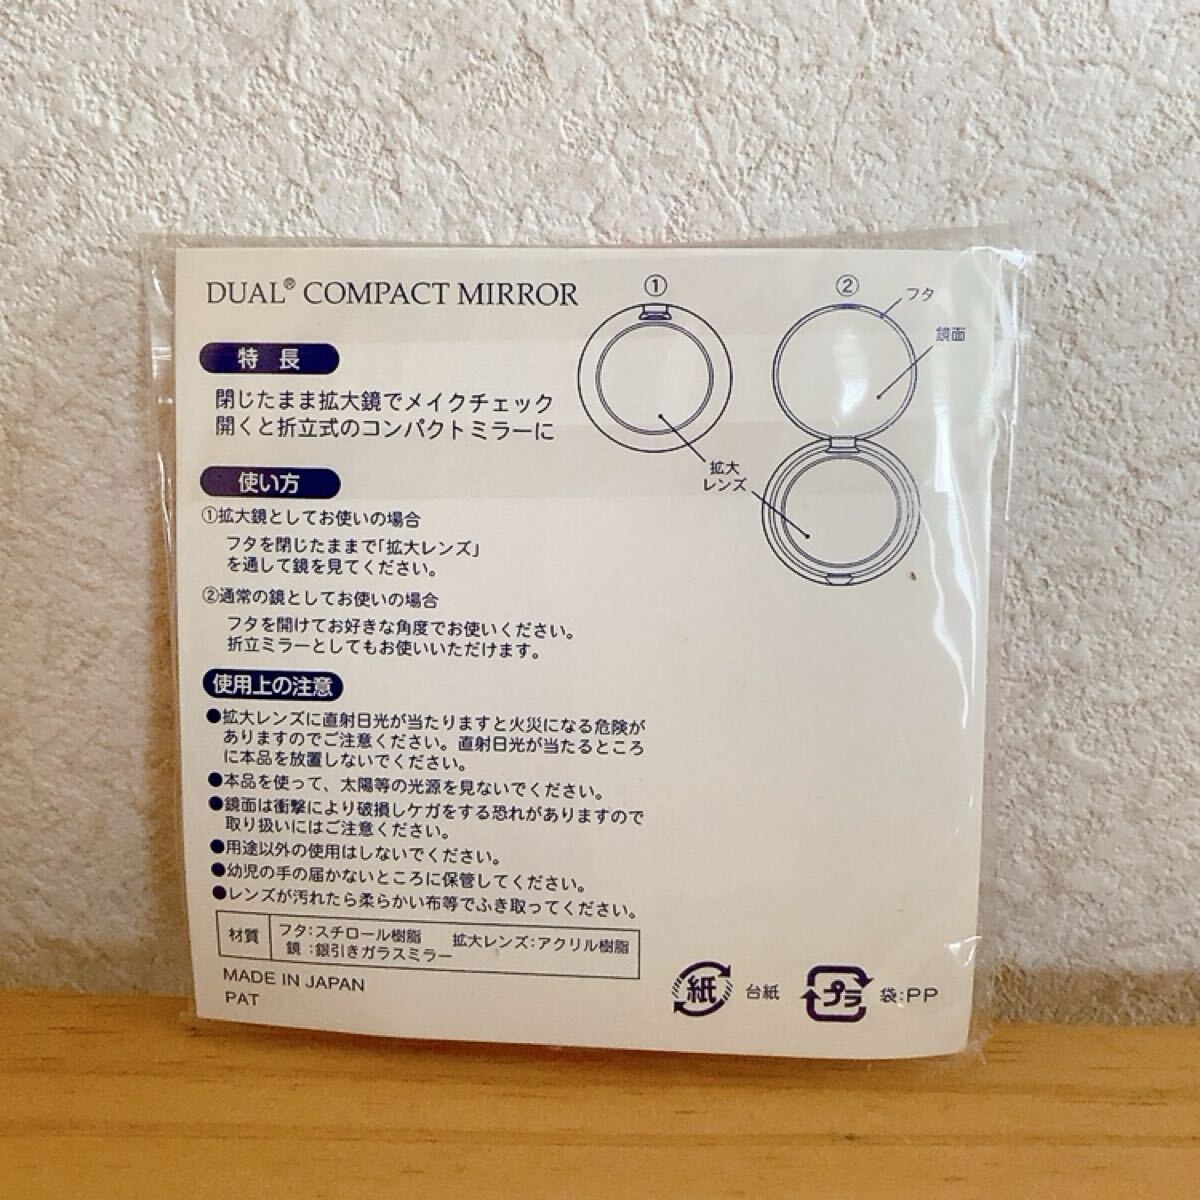 DUAL® COMPACT MIRROR
特 長
閉じたまま拡大鏡でメイクチェック
開くと折立式のコンパクトミラーに
① ②
フタ
鏡面
拡大
レンズ
使い方
①拡大鏡としてお使いの場合
フタを閉じたままで「拡大レンズ」
を通して鏡を見てください。
②通常の鏡としてお使いの場合
フタを開けてお好きな角度でお使いください。
折立ミラーとしてもお使いいただけます。
使用上の注意
●拡大レンズに直射日光が当たりますと火災になる危険が
ありますのでご注意ください。直射日光が当たるところ
に本品を放置しないでください。
●本品を使って、太陽等の光源を見ないでください。
●鏡面は衝撃により破損しケガをする恐れがありますので
取り扱いにはご注意ください。
●用途以外の使用はしないでください。
●幼児の手の届かないところに保管してください。
●レンズが汚れたら柔らかい布等でふき取ってください。
材質 フタ:スチロール樹脂 拡大レンズ:アクリル樹脂
鏡 :銀引きガラスミラー
MADE IN JAPAN
PAT
紙 台紙 プラ 袋:PP